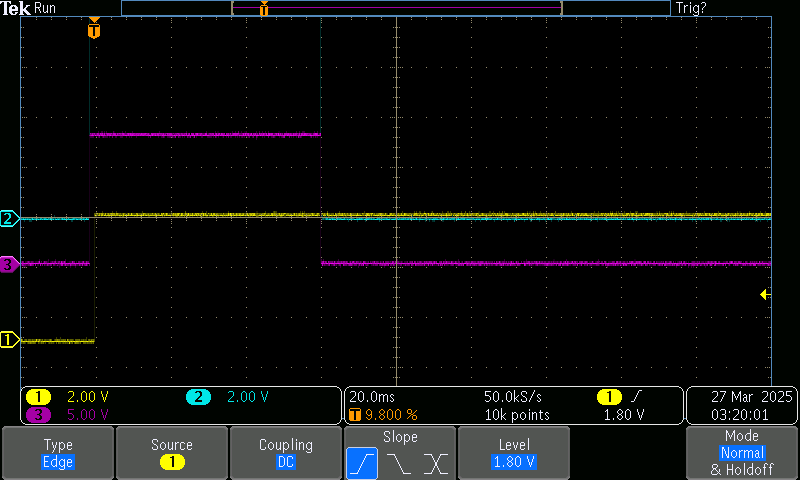 Tek Run Trig?
T
T
2
3
1
1 2.00 V 2 2.00 V
3 5.00 V
20.0ms 50.0kS/s 1
T 9.800 % 10k points 1.80 V
27 Mar 2025
03:20:01
Type
Edge
Source
1
Coupling
DC
Slope
Level
1.80 V
Mode
Normal
& Holdoff